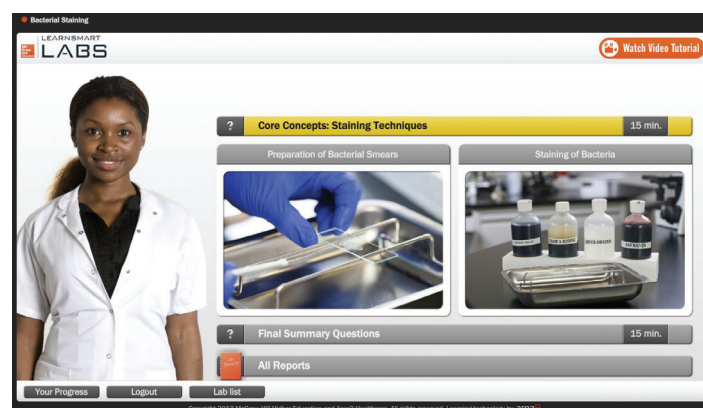 Bacterial Staining
LEARNSMART
LABS
Watch Video Tutorial
? Core Concepts: Staining Techniques 15 min.
Preparation of Bacterial Smears
Staining of Bacteria
DECOLORIZER
SAFRANIN
? Final Summary Questions 15 min.
All Reports
Your Progress Logout Lab list